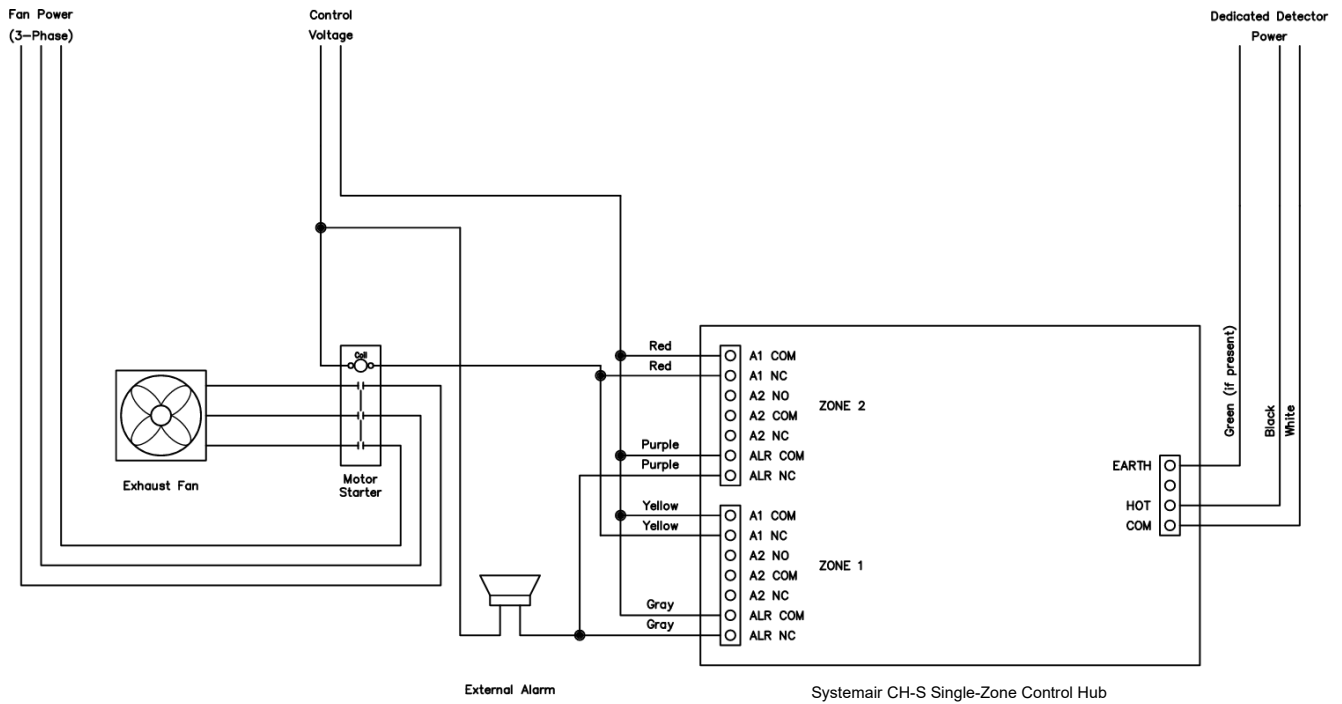 Fan Power
(3-Phase)
Control
Voltage
Dedicated Detector
Power
Green (if present)
Black
White
Coil
Exhaust Fan
Motor
Starter
Red
Red
Purple
Purple
Yellow
Yellow
Gray
Gray
A1 COM
A1 NC
A2 NO
A2 COM
A2 NC
ALR COM
ALR NC
ZONE 2
A1 COM
A1 NC
A2 NO
A2 COM
A2 NC
ALR COM
ALR NC
ZONE 1
EARTH
HOT
COM
External Alarm
Systemair CH-S Single-Zone Control Hub